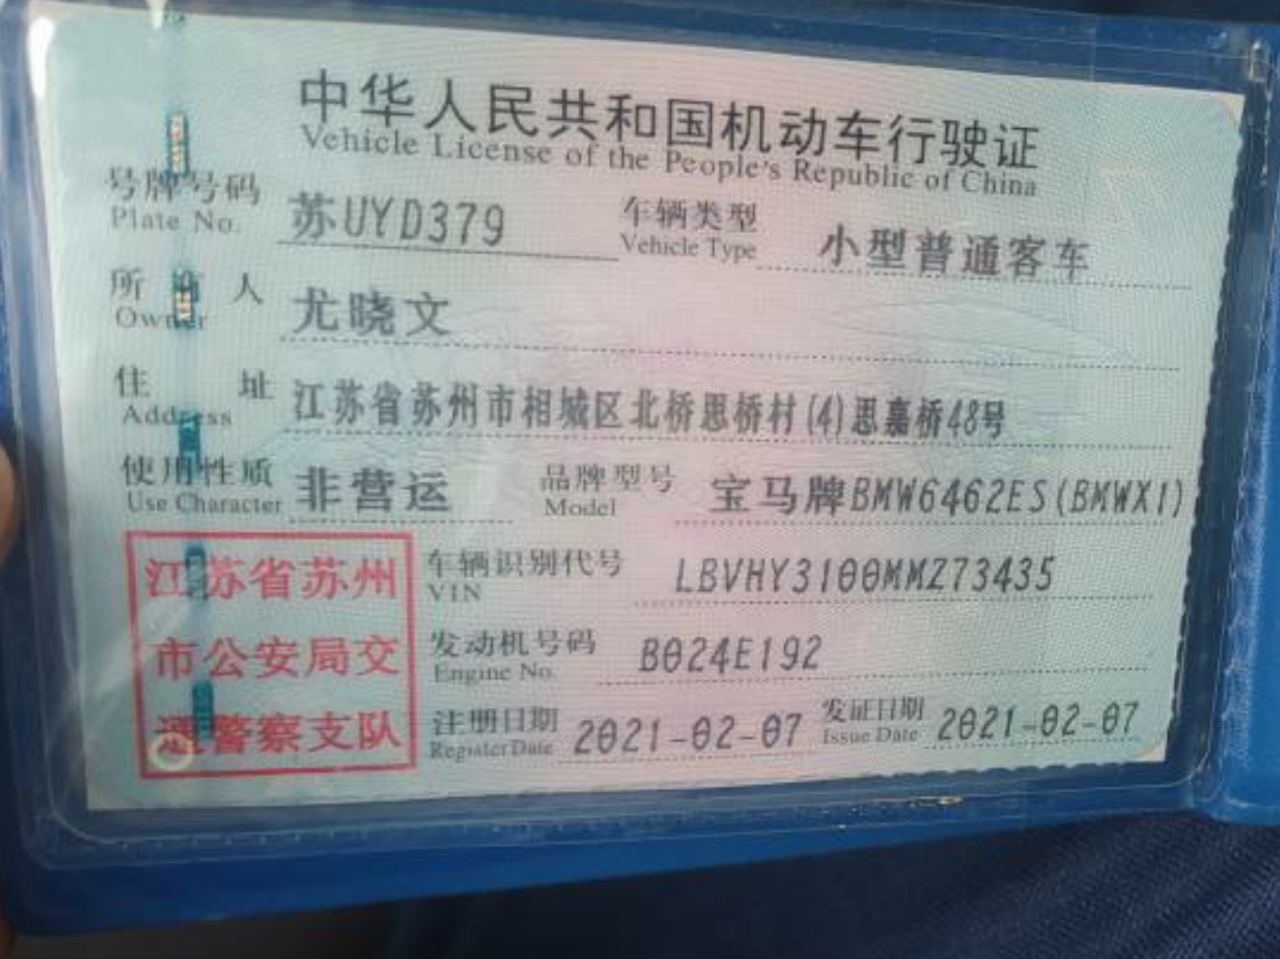 中华人民共和国机动车行驶证
Vehicle License of the People's Republic of China
号牌号码 苏UYD379 车辆类型 小型普通客车
Plate No. Vehicle Type
所有人 尤晓文
Owner
住址 江苏省苏州市相城区北桥思桥村(4)思嘉桥48号
Address
使用性质 非营运 品牌型号 宝马牌BMW6462ES(BMWX1)
Use Character Model
江苏省苏州
市公安局交
通警察支队
车辆识别代号 LBVHY3100MMZ73435
VIN
发动机号码 B024E192
Engine No.
注册日期 2021-02-07 发证日期 2021-02-07
Register Date Issue Date